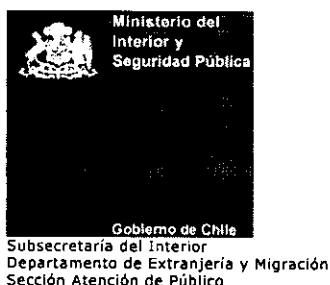 Ministerio del
Interior y
Seguridad Pública
Gobierno de Chile
Subsecretaría del Interior
Departamento de Extranjería y Migración
Sección Atención de Público